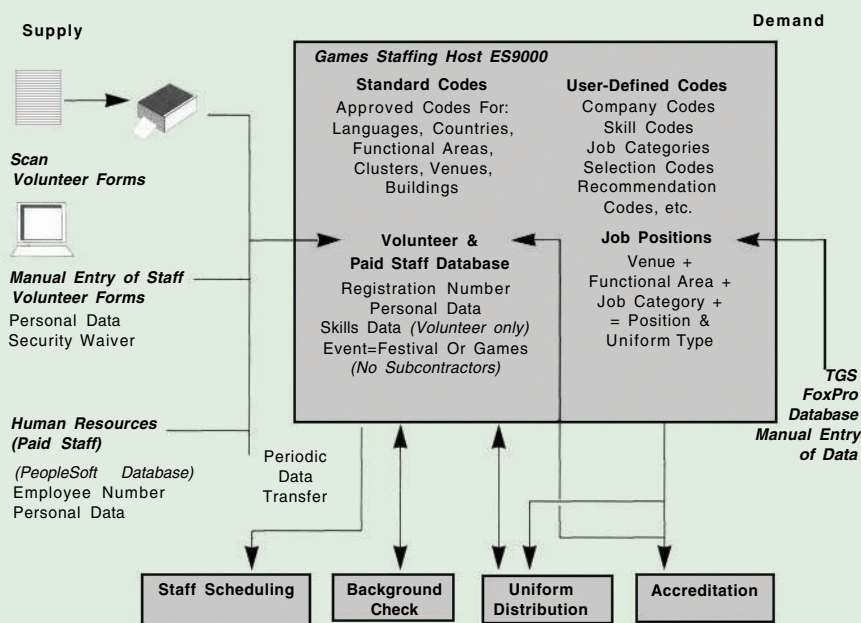 Supply
Demand
Games Staffing Host ES9000
Standard Codes
Approved Codes For:
Languages, Countries,
Functional Areas,
Clusters, Venues,
Buildings
User-Defined Codes
Company Codes
Skill Codes
Job Categories
Selection Codes
Recommendation
Codes, etc.
Scan
Volunteer Forms
Manual Entry of Staff
Volunteer Forms
Personal Data
Security Waiver
Volunteer &
Paid Staff Database
Registration Number
Personal Data
Skills Data (Volunteer only)
Event=Festival Or Games
(No Subcontractors)
Job Positions
Venue +
Functional Area +
Job Category +
= Position &
Uniform Type
TGS
FoxPro
Database
Manual Entry
of Data
Human Resources
(Paid Staff)
(PeopleSoft Database)
Employee Number
Personal Data
Periodic
Data
Transfer
Staff Scheduling
Background
Check
Uniform
Distribution
Accreditation